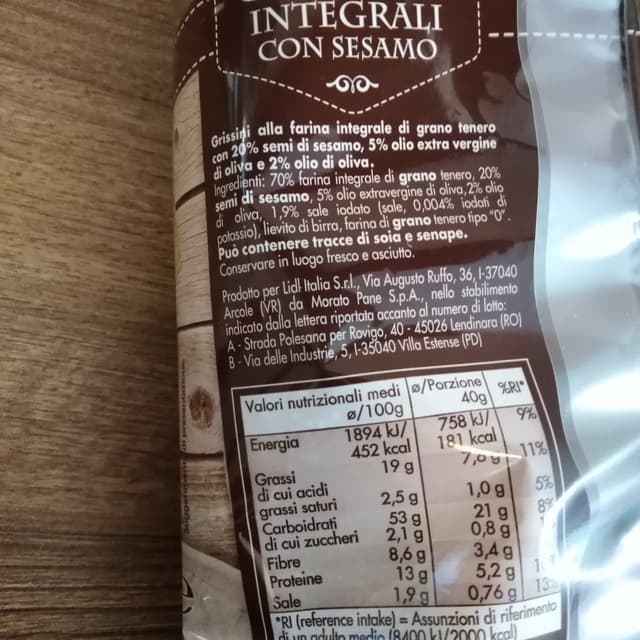 INTEGRALI
CON SESAMO
Grissini alla farina integrale di grano tenero
con 20% semi di sesamo, 5% olio extra vergine
di oliva e 2% olio di oliva.
Ingredienti: 70% farina integrale di grano tenero, 20%
semi di sesamo, 5% olio extravergine di oliva, 2% olio
di oliva, 1,9% sale iodato (sale, 0,004% iodati di
potassio), lievito di birra, farina di grano tenero tipo "0".
Può contenere tracce di soia e senape.
Conservare in luogo fresco e asciutto.
Prodotto per Lidl Italia S.r.l., Via Augusto Ruffo, 36, I-37040
Arcole (VR) da Morato Pane S.p.A., nello stabilimento
indicato dalla lettera riportata accanto al numero di lotto:
A - Strada Polesana per Rovigo, 40 - 45026 Lendinara (RO)
B - Via delle Industrie, 5, I-35040 Villa Estense (PD)
Valori nutrizionali medi ø/100g ø/Porzione 40g %RI*
Energia 1894 kJ/ 452 kcal 758 kJ/ 181 kcal 9%
Grassi 19 g 11%
di cui acidi grassi saturi 2,5 g 1,0 g 5%
Carboidrati 53 g 21 g 8%
di cui zuccheri 2,1 g 0,8 g
Fibre 8,6 g 3,4 g
Proteine 13 g 5,2 g
Sale 1,9 g 0,76 g 13%
*RI (reference intake) = Assunzioni di riferimento
di un adulto medio (8400 kJ/2000 kcal)